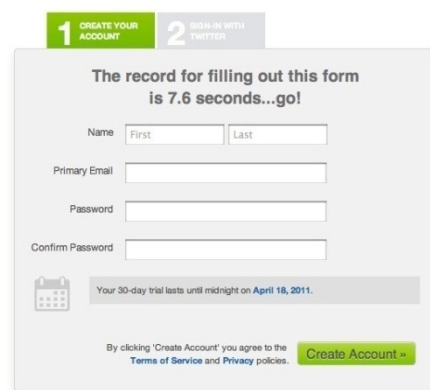 1 CREATE YOUR
ACCOUNT
2 SIGN-IN WITH
TWITTER
The record for filling out this form
is 7.6 seconds...go!
Name First Last
Primary Email
Password
Confirm Password
Your 30-day trial lasts until midnight on April 18, 2011.
By clicking 'Create Account' you agree to the
Terms of Service and Privacy policies.
Create Account »